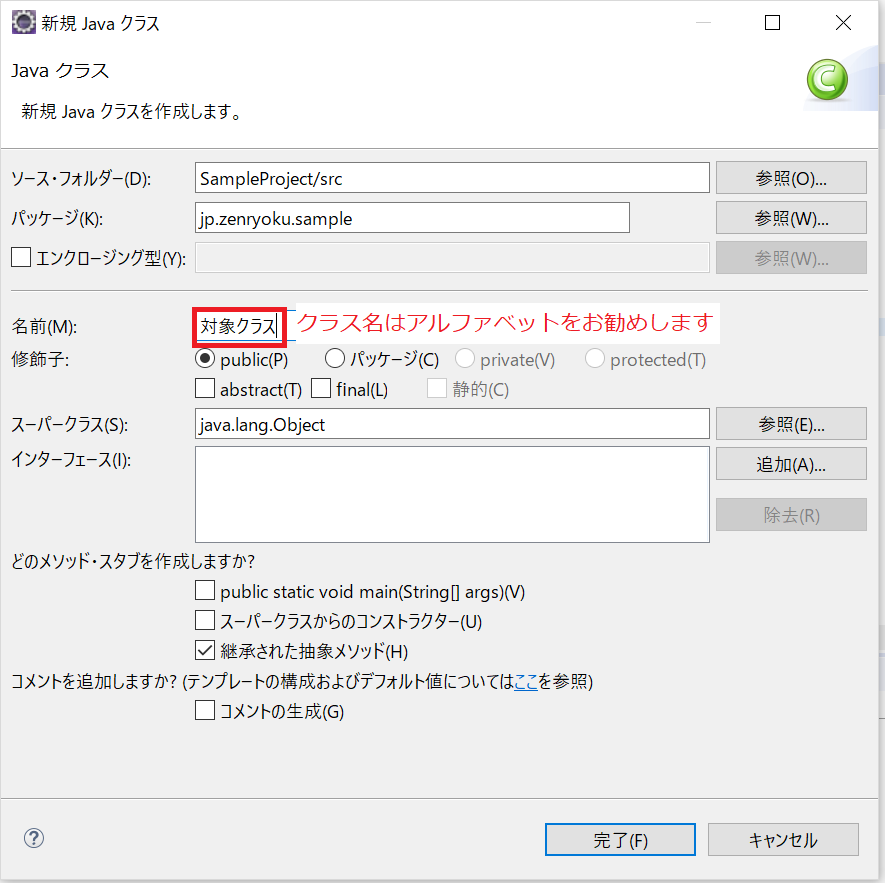 新規 Java クラス
Java クラス
新規 Java クラスを作成します。
ソース・フォルダー(D): SampleProject/src 参照(O)...
パッケージ(K): jp.zenryoku.sample 参照(W)...
エンクロージング型(Y): 参照(W)...
名前(M): 対象クラス クラス名はアルファベットをお勧めします
修飾子: public(P) パッケージ(C) private(V) protected(T)
abstract(T) final(L) 静的(C)
スーパークラス(S): java.lang.Object 参照(E)...
インターフェース(I): 追加(A)...
除去(R)
どのメソッド・スタブを作成しますか?
public static void main(String[] args)(V)
スーパークラスからのコンストラクター(U)
継承された抽象メソッド(H)
コメントを追加しますか? (テンプレートの構成およびデフォルト値についてはここを参照)
コメントの生成(G)
完了(F) キャンセル